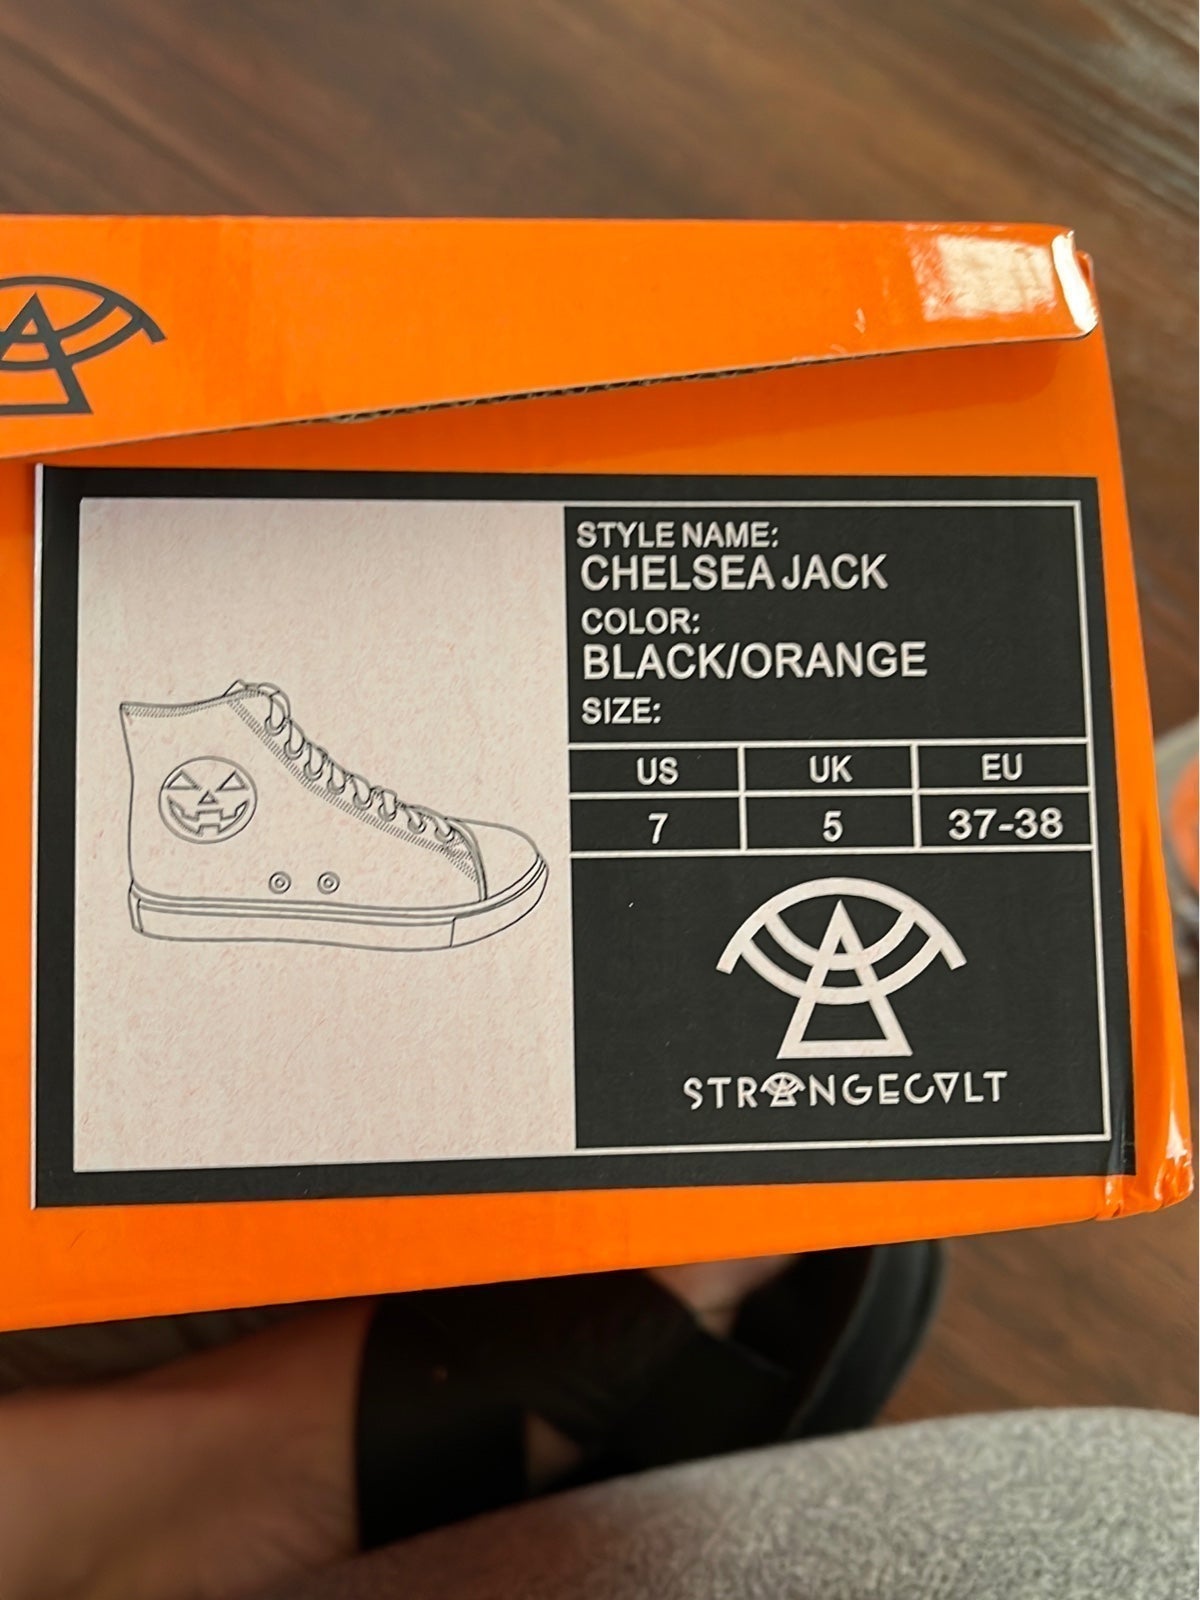 STYLE NAME:
CHELSEA JACK
COLOR:
BLACK/ORANGE
SIZE:
US UK EU
7 5 37-38
STRANGECVLT